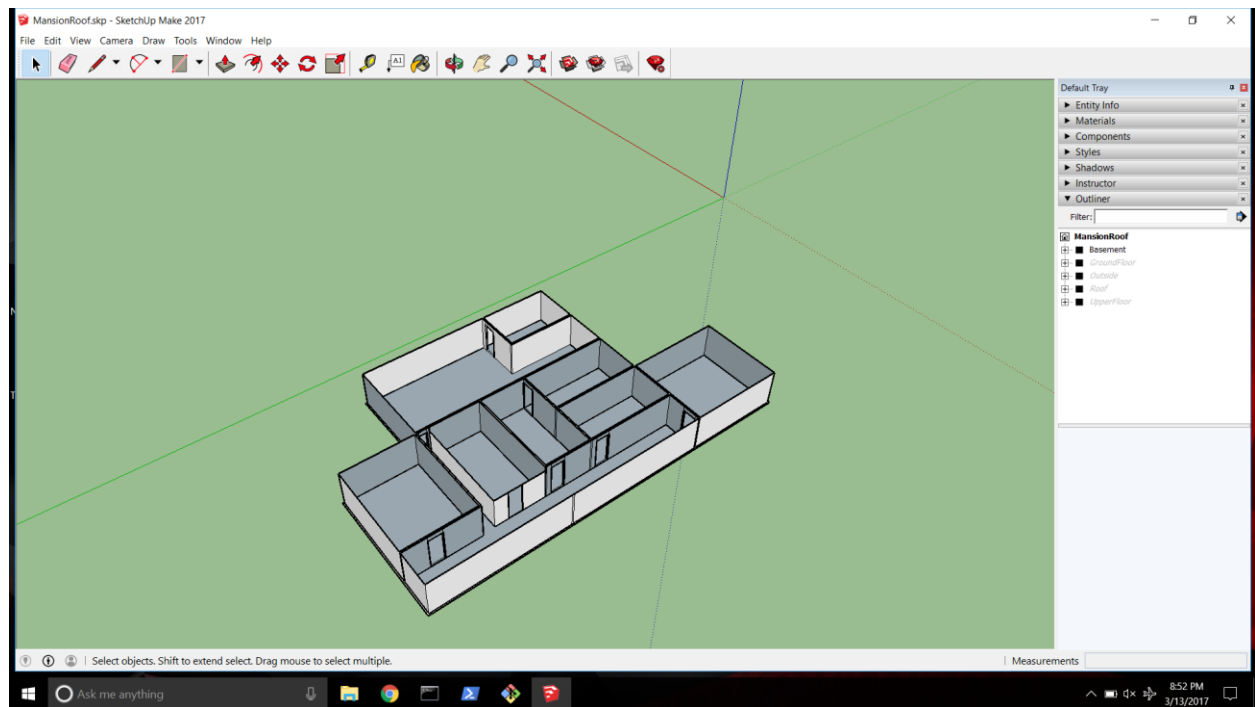 MansionRoof.skp - SketchUp Make 2017
File Edit View Camera Draw Tools Window Help
A1
Default Tray
Entity Info
Materials
Components
Styles
Shadows
Instructor
Outliner
Filter:
MansionRoof
Basement
GroundFloor
Outside
Roof
UpperFloor
Select objects. Shift to extend select. Drag mouse to select multiple.
Measurements
Ask me anything
8:52 PM
3/13/2017